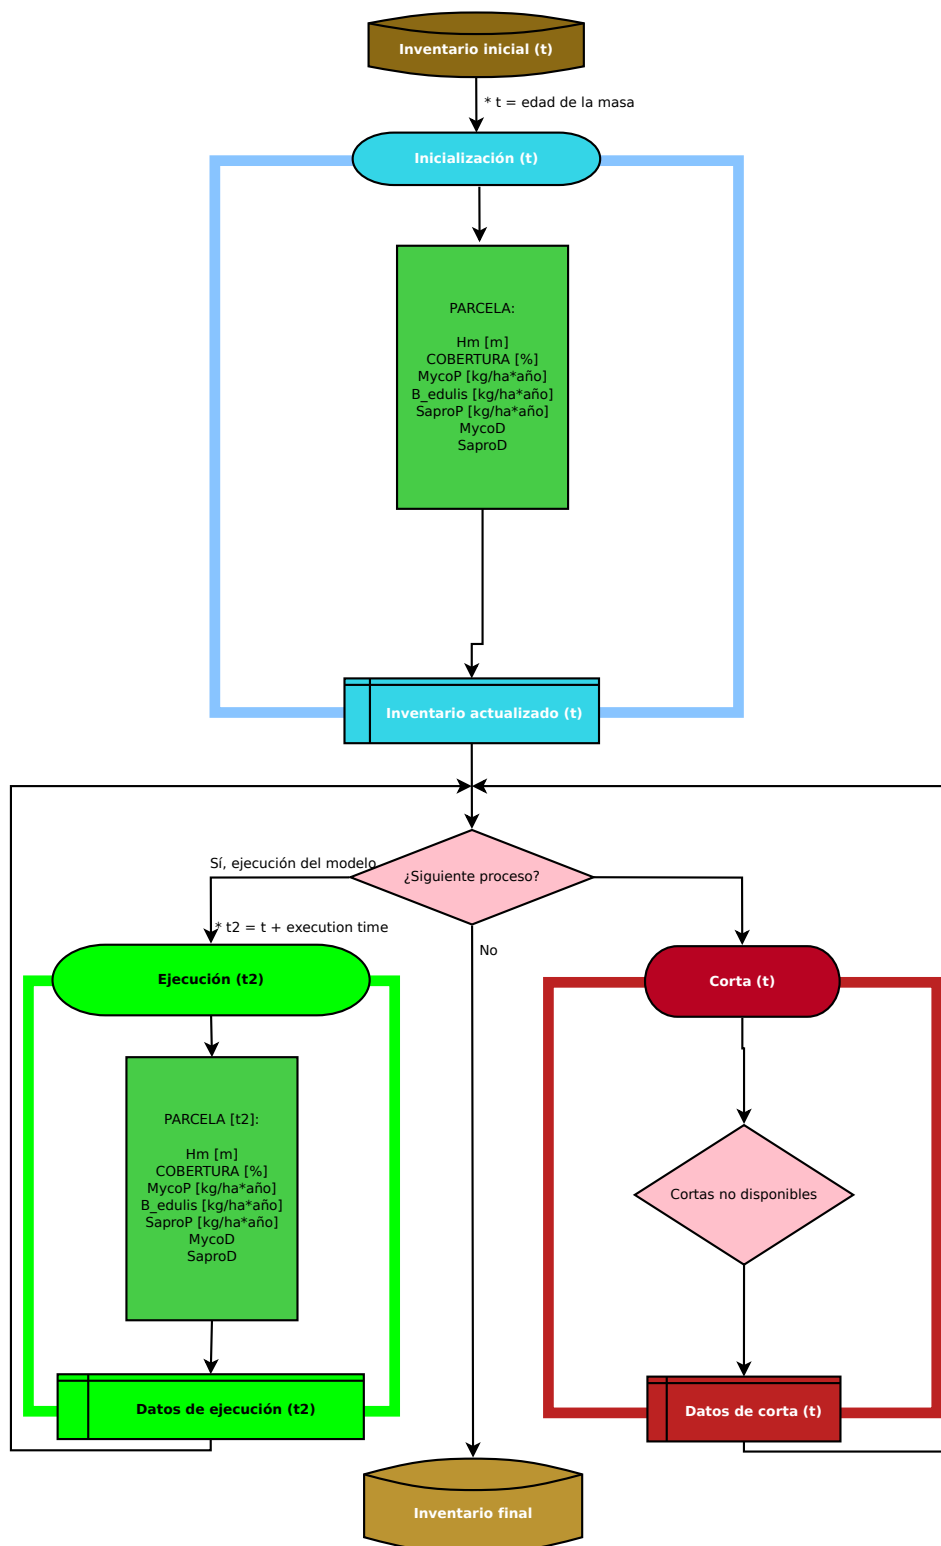 Inventario inicial (t)
* t = edad de la masa
Inicialización (t)
PARCELA:
Hm [m]
COBERTURA [%]
MycoP [kg/ha*año]
B_edulis [kg/ha*año]
SaproP [kg/ha*año]
MycoD
SaproD
Inventario actualizado (t)
¿Siguiente proceso?
Sí, ejecución del modelo
* t2 = t + execution time
No
Ejecución (t2)
PARCELA [t2]:
Hm [m]
COBERTURA [%]
MycoP [kg/ha*año]
B_edulis [kg/ha*año]
SaproP [kg/ha*año]
MycoD
SaproD
Datos de ejecución (t2)
Corta (t)
Cortas no disponibles
Datos de corta (t)
Inventario final